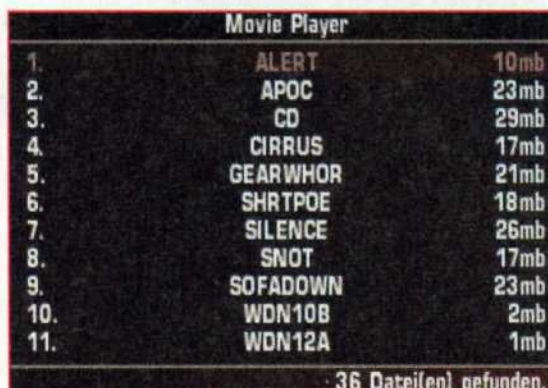 Movie Player
1. ALERT 10mb
2. APOC 23mb
3. CD 29mb
4. CIRRUS 17mb
5. GEARWHOR 21mb
6. SHRTPOE 18mb
7. SILENCE 26mb
8. SNOT 17mb
9. SOFADOWN 23mb
10. WDN10B 2mb
11. WDN12A 1mb
36 Datei(en) gefunden